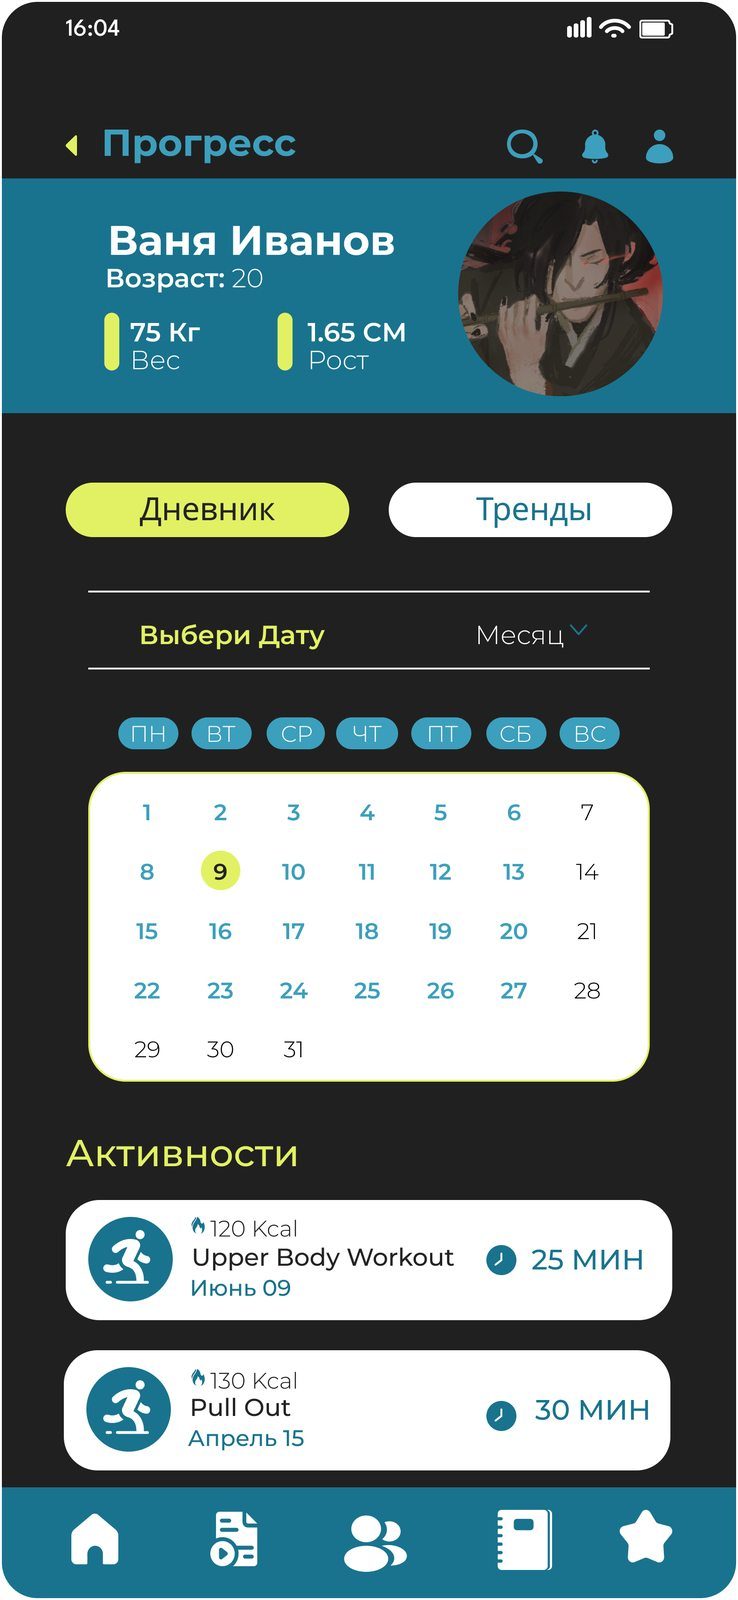 16:04
Прогресс
Ваня Иванов
Возраст: 20
75 Кг 1.65 СМ
Вес Рост
Дневник Тренды
Выбери Дату Месяц
ПН ВТ СР ЧТ ПТ СБ ВС
1 2 3 4 5 6 7
8 9 10 11 12 13 14
15 16 17 18 19 20 21
22 23 24 25 26 27 28
29 30 31
Активности
120 Kcal
Upper Body Workout 25 МИН
Июнь 09
130 Kcal
Pull Out 30 МИН
Апрель 15